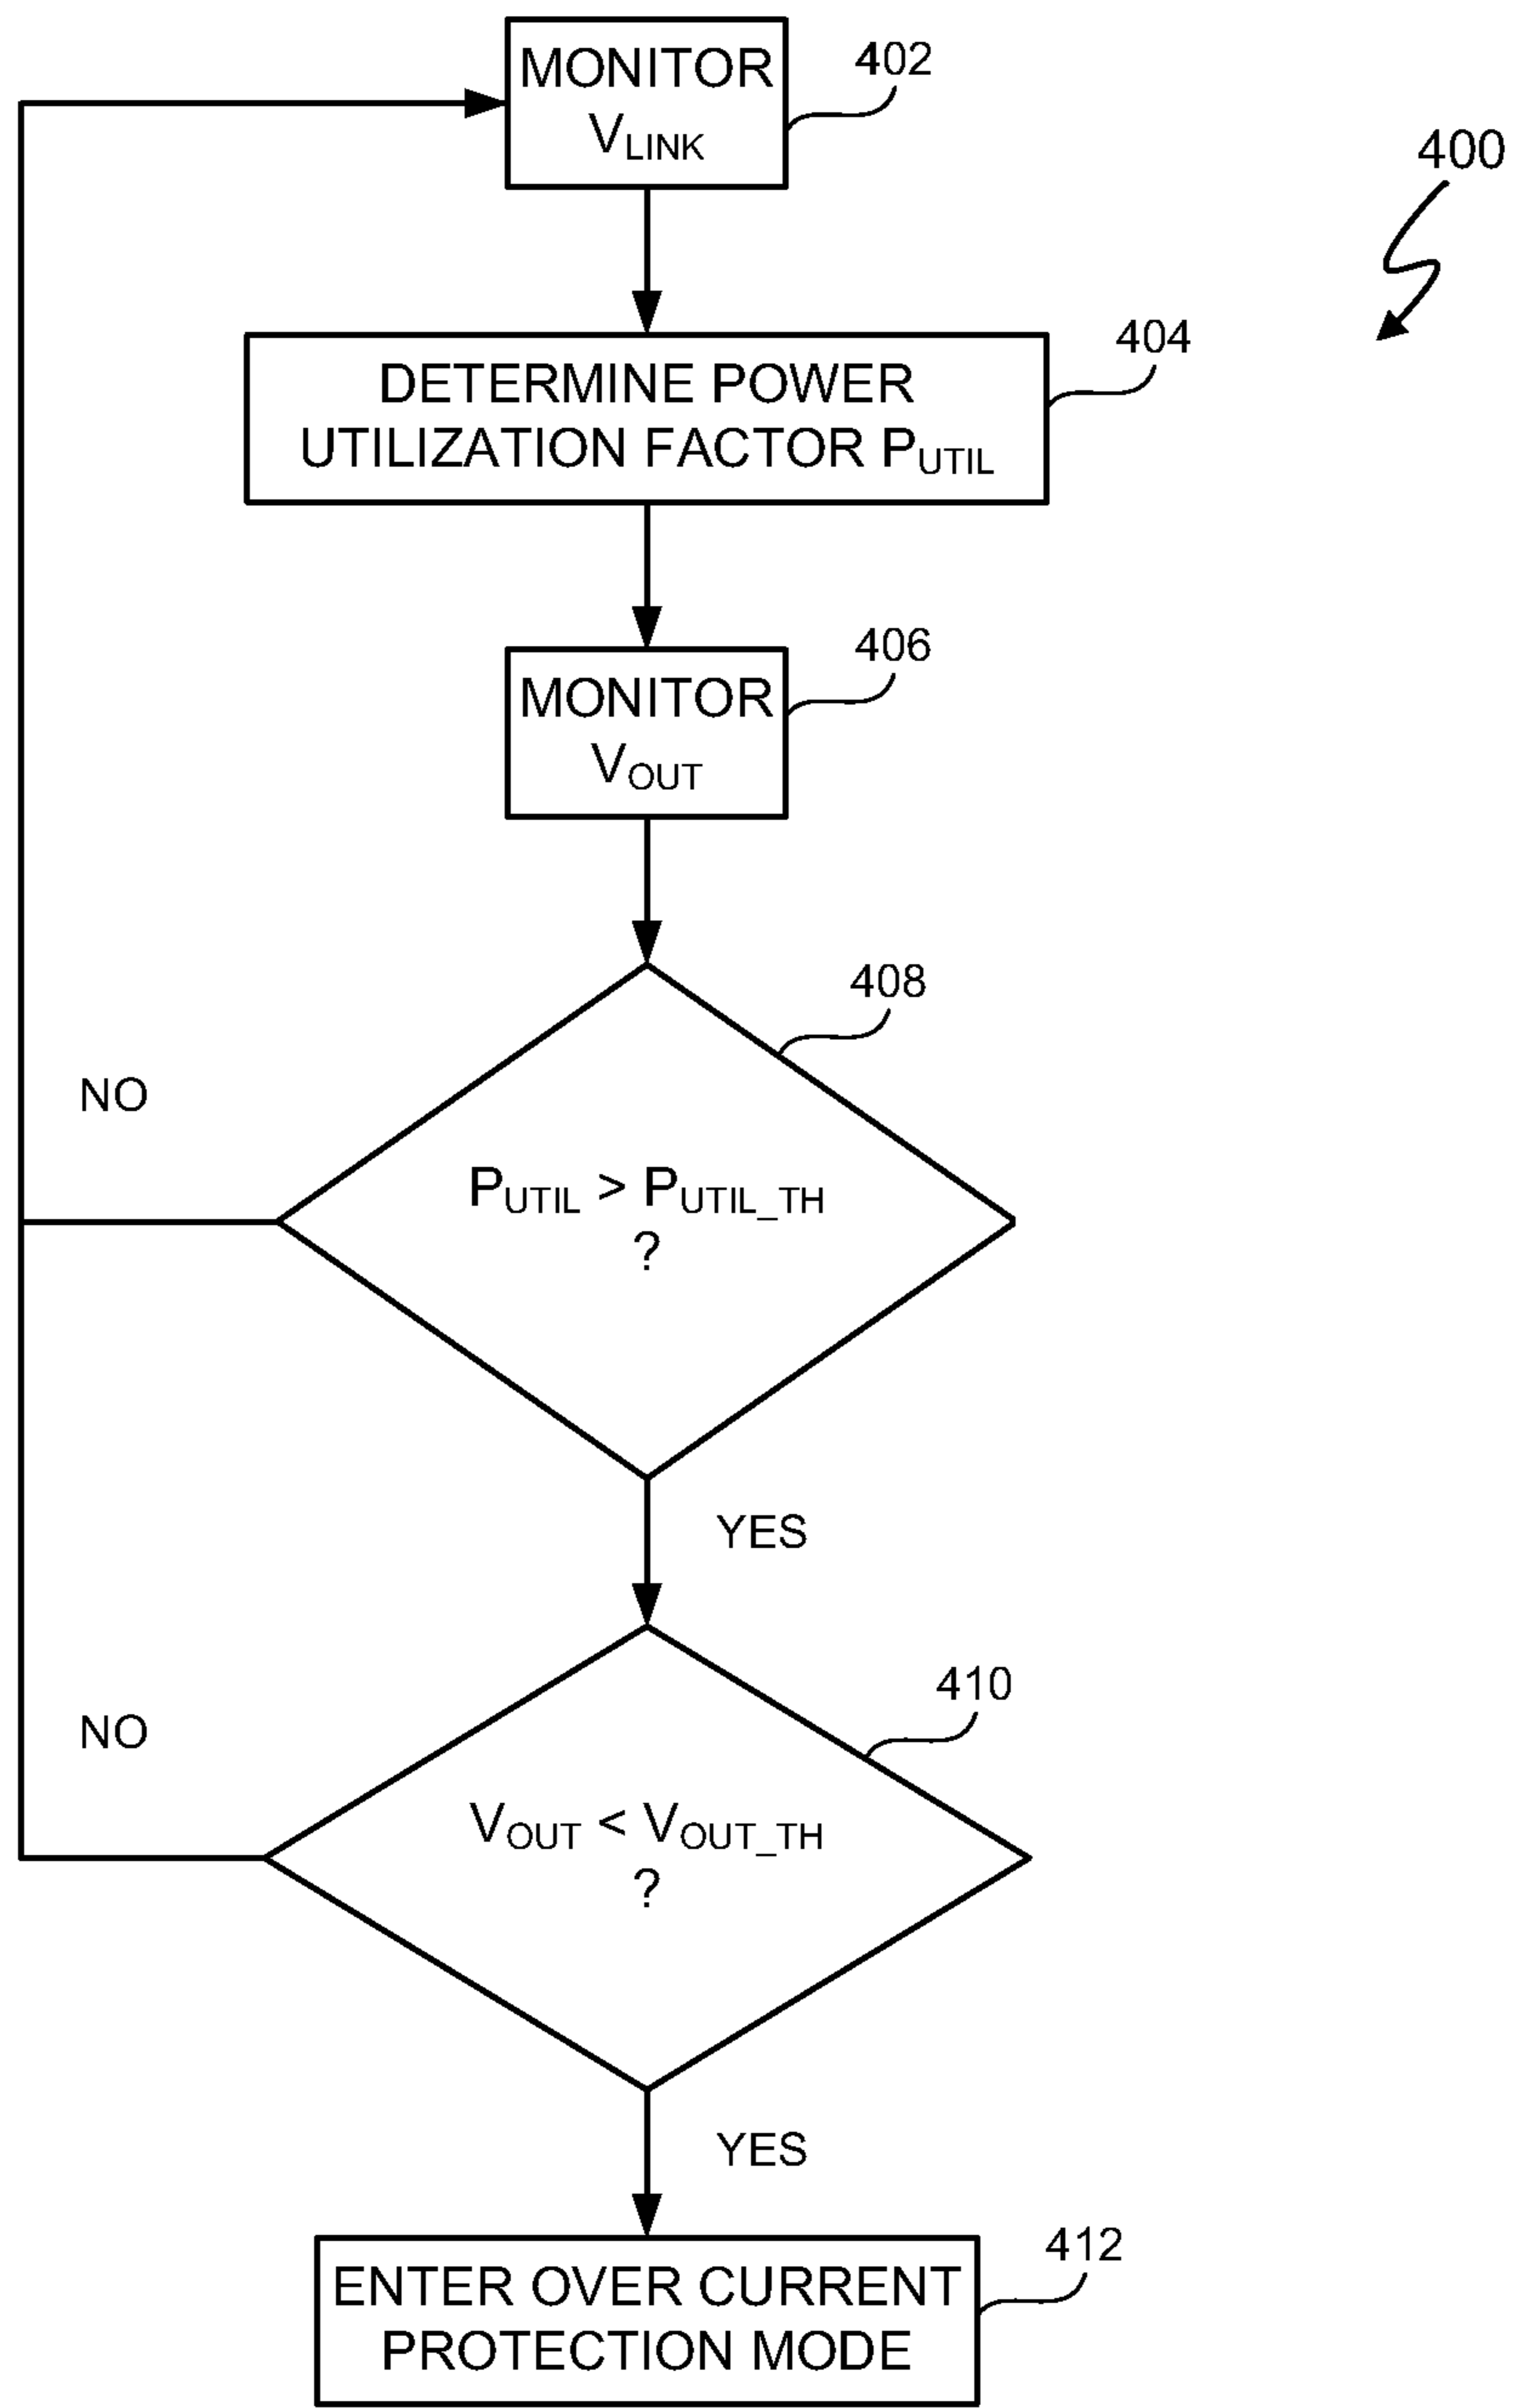 MONITOR
VLINK
402
400
DETERMINE POWER
UTILIZATION FACTOR PUTIL
404
MONITOR
VOUT
406
408
NO
PUTIL > PUTIL_TH
?
YES
410
NO
VOUT < VOUT_TH
?
YES
ENTER OVER CURRENT
PROTECTION MODE
412